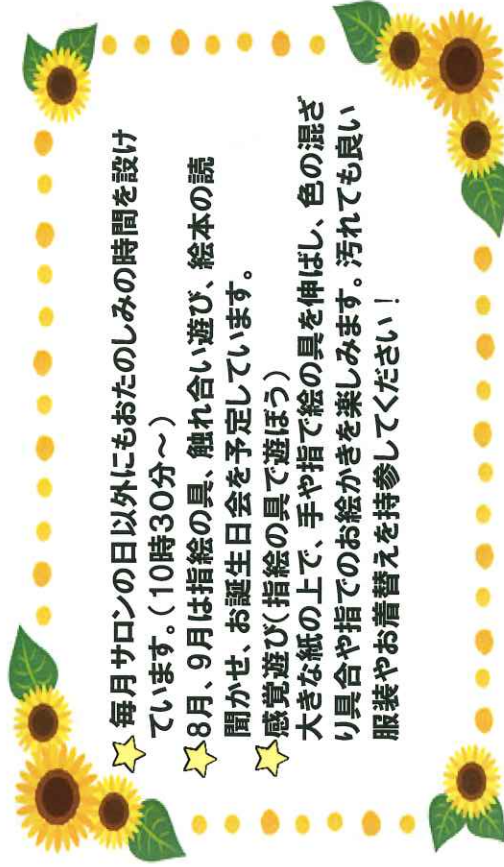 毎月サロンの日以外にもおたのしみの時間を設け
ています。(10時30分～)
8月、9月は指絵の具、触れ合い遊び、絵本の読
聞かせ、お誕生日会を予定しています。
感覚遊び(指絵の具で遊ぼう)
大きな紙の上で、手や指で絵の具を伸ばし、色の混ざ
り具合や指でのお絵かきを楽しみます。汚れても良い
服装やお着替えを持参してください！